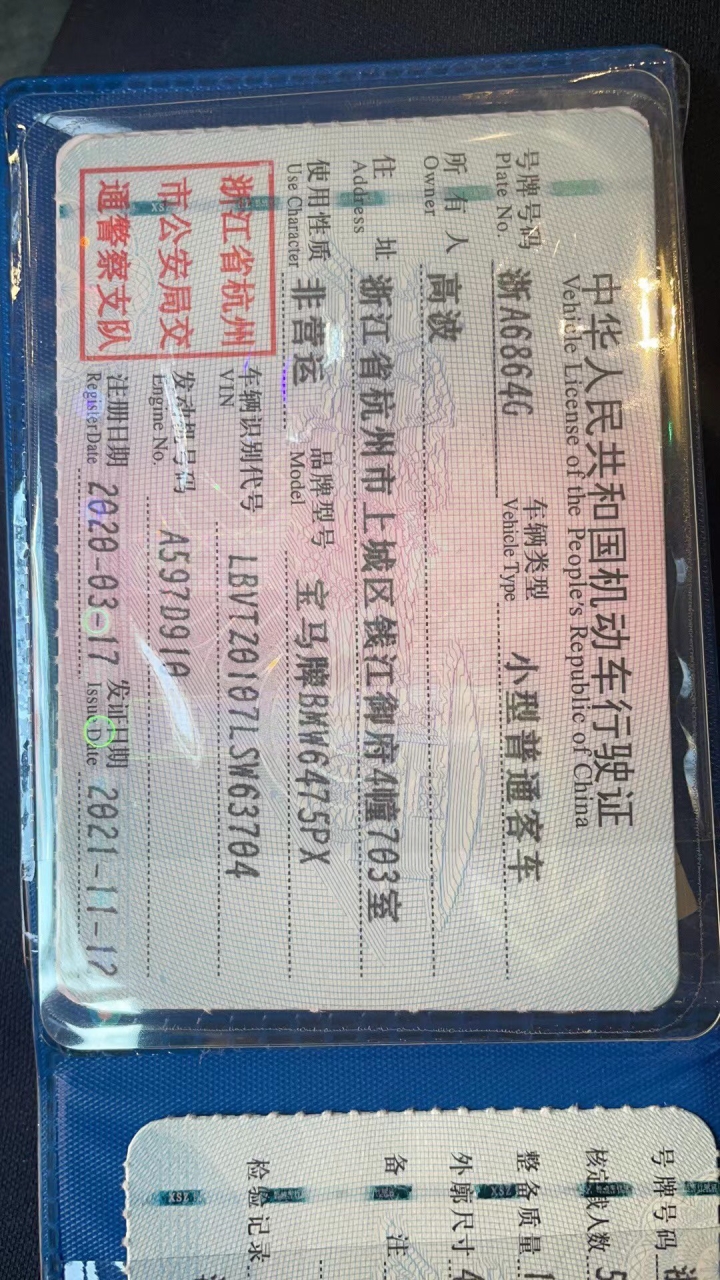 中华人民共和国机动车行驶证
Vehicle License of the People's Republic of China
号牌号码 浙A6864G 车辆类型 小型普通客车
Plate No. Vehicle Type
所有人 高波
Owner
住址 浙江省杭州市上城区钱江御府4幢703室
Address
使用性质 非营运 品牌型号 宝马牌BMW6475PX
Use Character Model
浙江省杭州
市公安局交
通警察支队
车辆识别代号 LBVTZ0107LSW63704
VIN
发动机号码 A597D910
Engine No.
注册日期 2020-03-17 发证日期 2021-11-12
Register Date Issue Date
号牌号码
核定载人数 5
整备质量
外廓尺寸
备注
检验记录
XSZ